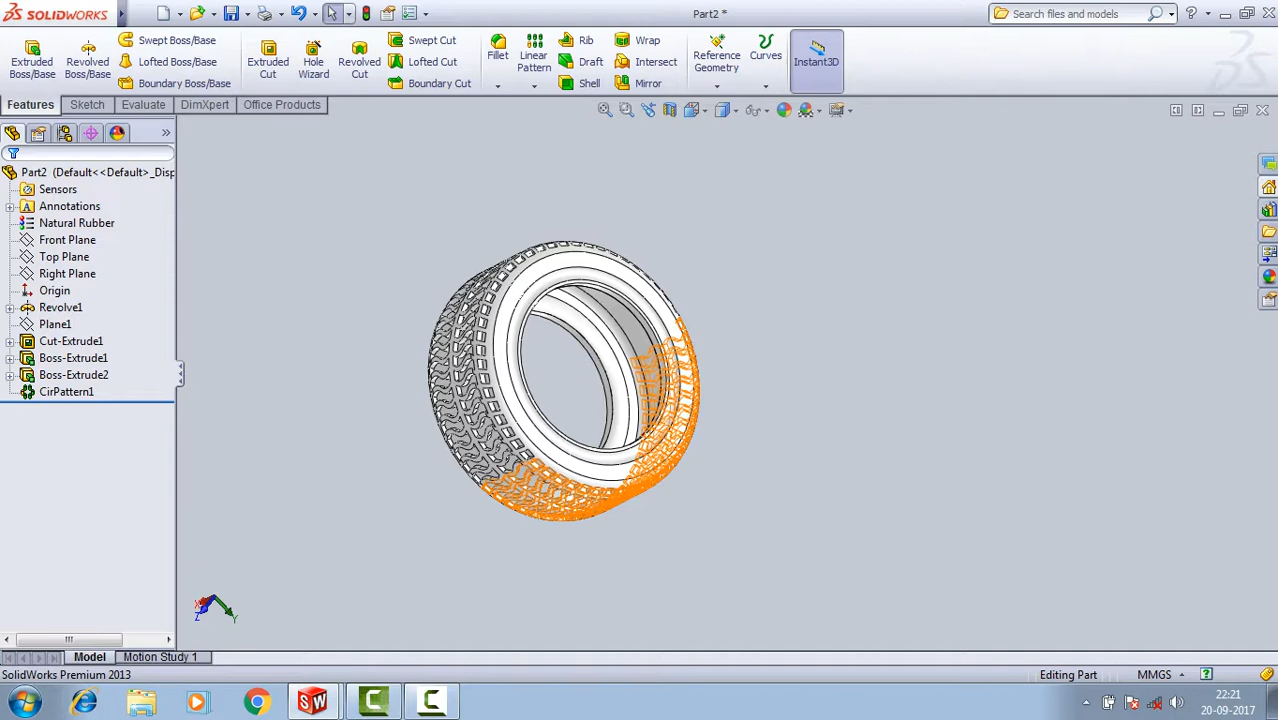 SOLIDWORKS
Part2 *
Search files and models
Extruded Boss/Base
Revolved Boss/Base
Swept Boss/Base
Lofted Boss/Base
Boundary Boss/Base
Extruded Cut
Hole Wizard
Revolved Cut
Swept Cut
Lofted Cut
Boundary Cut
Fillet
Linear Pattern
Rib
Draft
Shell
Wrap
Intersect
Mirror
Reference Geometry
Curves
Instant3D
Features
Sketch
Evaluate
DimXpert
Office Products
Part2 (Default<<Default>_Disp
Sensors
Annotations
Natural Rubber
Front Plane
Top Plane
Right Plane
Origin
Revolve1
Plane1
Cut-Extrude1
Boss-Extrude1
Boss-Extrude2
CirPattern1
X
Z
Y
Model
Motion Study 1
SolidWorks Premium 2013
Editing Part
MMGS
22:21
20-09-2017